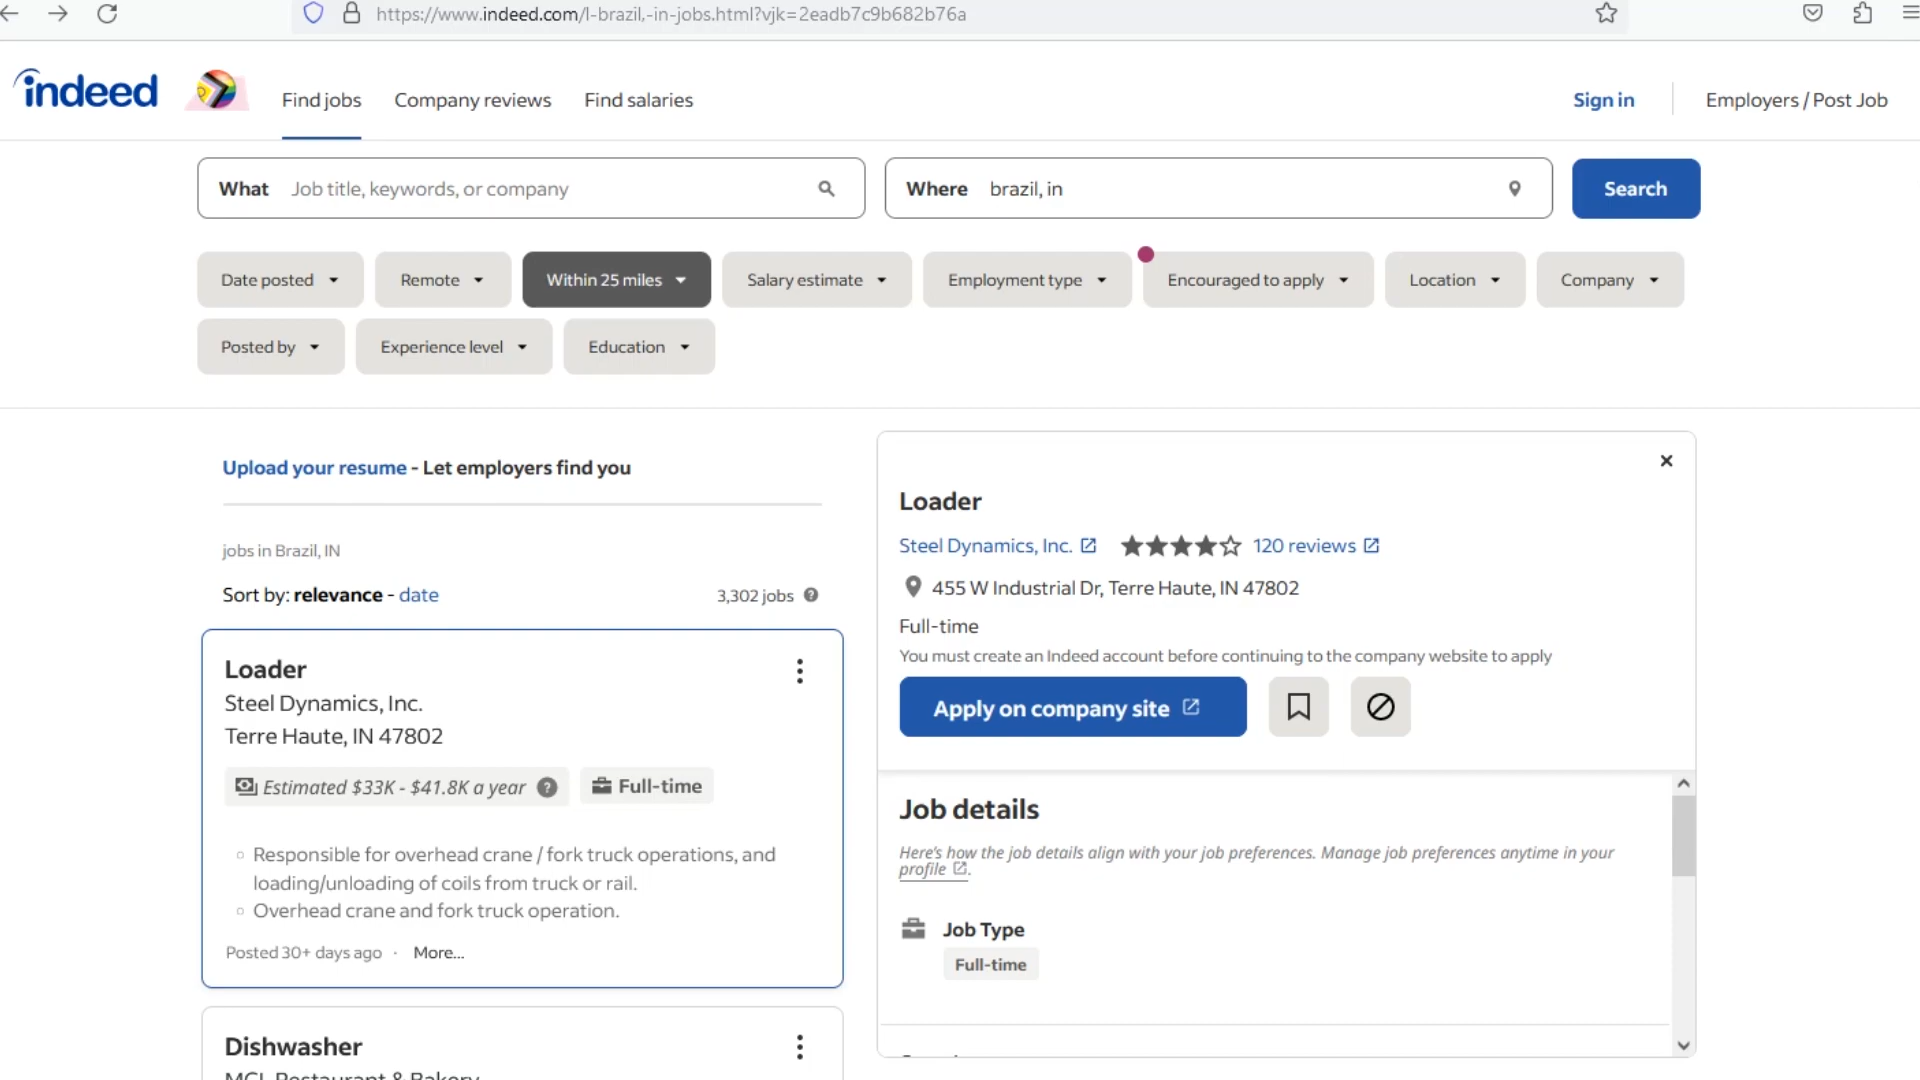 https://www.indeed.com/l-brazil,-in-jobs.html?vjk=2eadb7c9b682b76a
indeed
Find jobs
Company reviews
Find salaries
Sign in
Employers / Post Job
What Job title, keywords, or company
Where brazil, in
Search
Date posted
Remote
Within 25 miles
Salary estimate
Employment type
Encouraged to apply
Location
Company
Posted by
Experience level
Education
Upload your resume - Let employers find you
jobs in Brazil, IN
Sort by: relevance - date
3,302 jobs
Loader
Steel Dynamics, Inc.
Terre Haute, IN 47802
Estimated $33K - $41.8K a year
Full-time
Responsible for overhead crane / fork truck operations, and
loading/unloading of coils from truck or rail.
Overhead crane and fork truck operation.
Posted 30+ days ago · More...
Dishwasher
MCL Restaurant & Bakery
Loader
Steel Dynamics, Inc.
120 reviews
455 W Industrial Dr, Terre Haute, IN 47802
Full-time
You must create an Indeed account before continuing to the company website to apply
Apply on company site
Job details
Here's how the job details align with your job preferences. Manage job preferences anytime in your
profile.
Job Type
Full-time